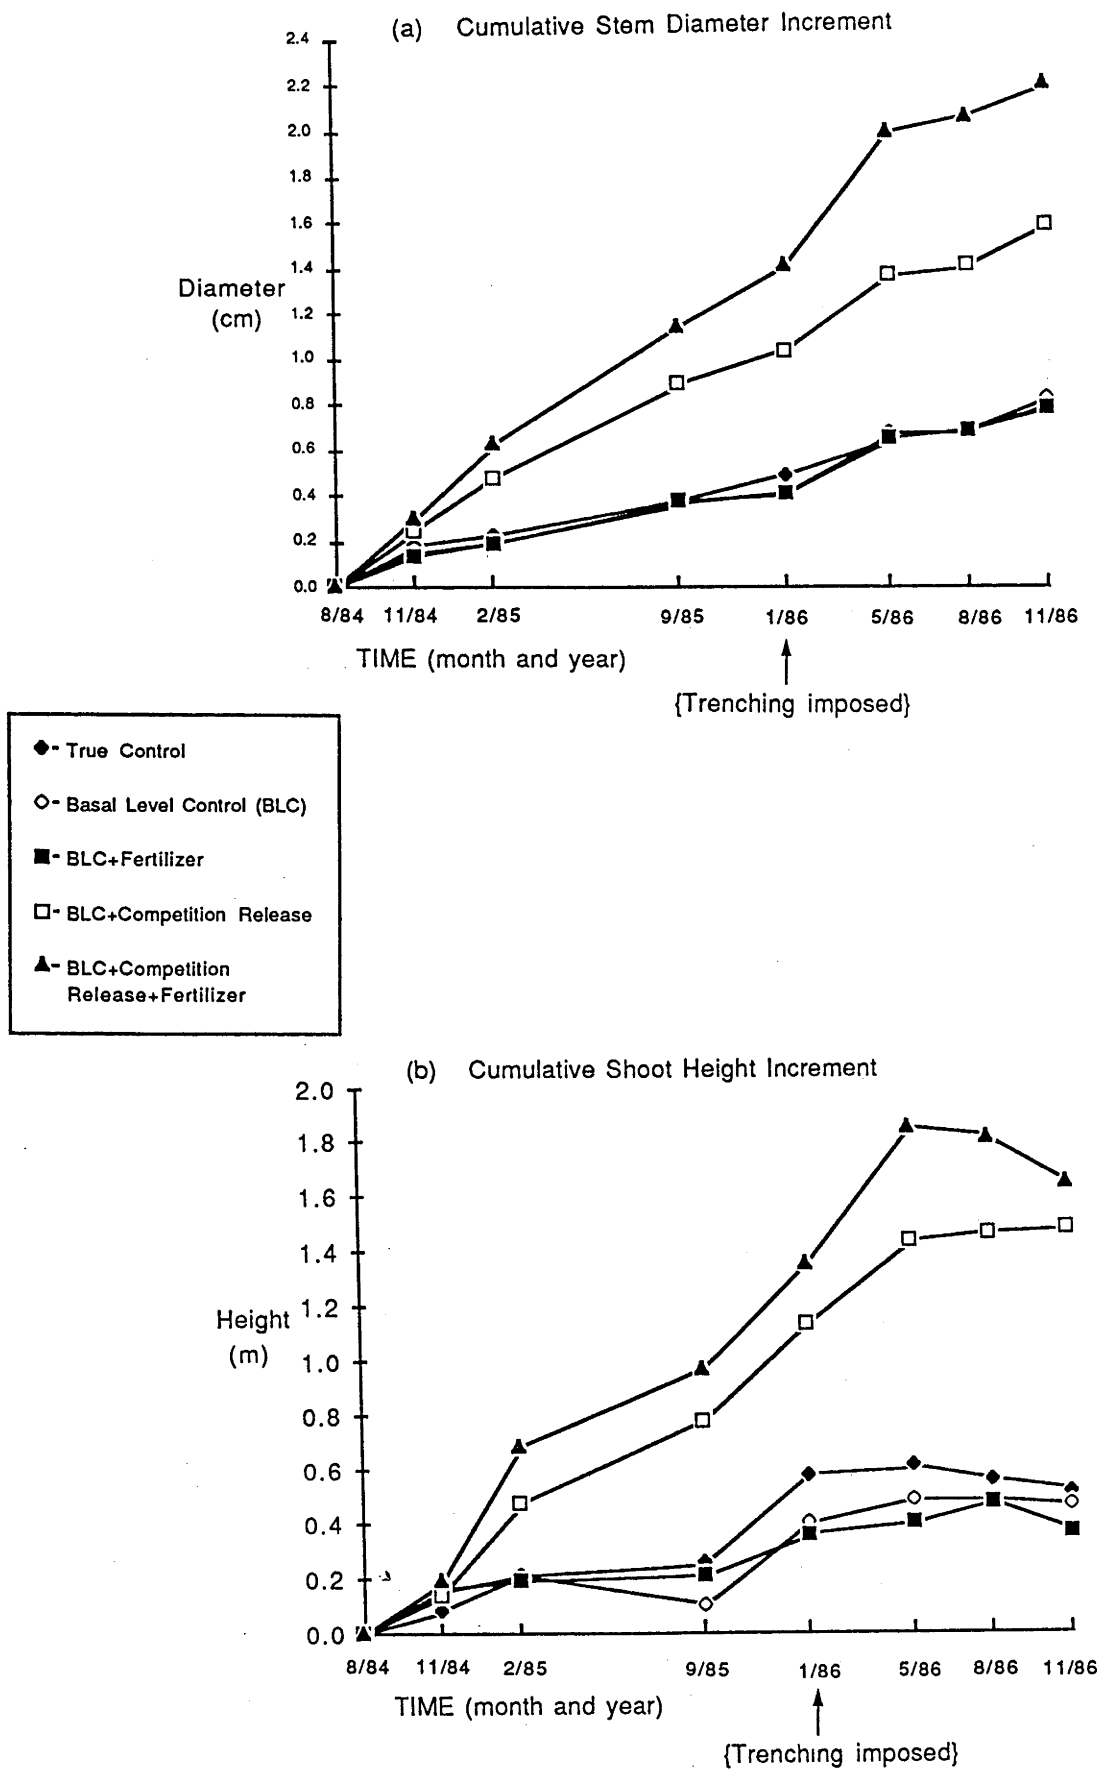 (a) Cumulative Stem Diameter Increment
2.4
2.2
2.0
1.8
1.6
1.4
Diameter
(cm)
1.2
1.0
0.8
0.6
0.4
0.2
0.0
8/84 11/84 2/85 9/85 1/86 5/86 8/86 11/86
TIME (month and year)
{Trenching imposed}
True Control
Basal Level Control (BLC)
BLC+Fertilizer
BLC+Competition Release
BLC+Competition
Release+Fertilizer
(b) Cumulative Shoot Height Increment
2.0
1.8
1.6
1.4
Height 1.2
(m)
1.0
0.8
0.6
0.4
0.2
0.0
8/84 11/84 2/85 9/85 1/86 5/86 8/86 11/86
TIME (month and year)
{Trenching imposed}